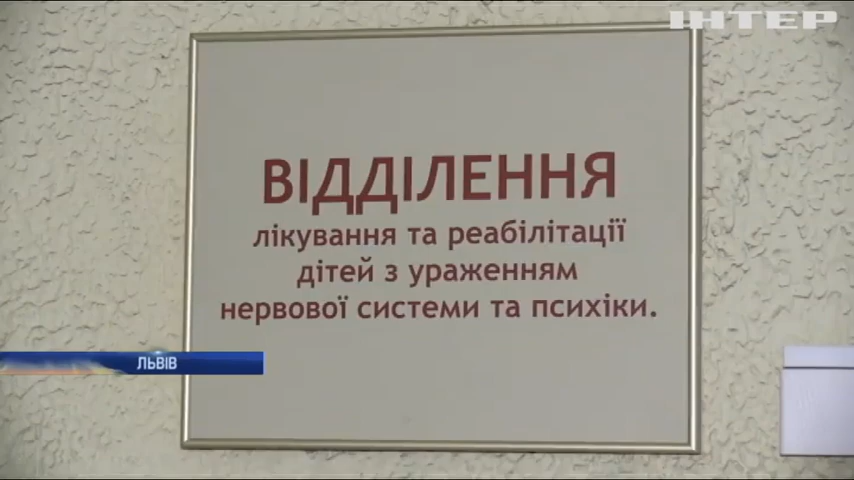 ІНТЕР
ВІДДІЛЕННЯ
лікування та реабілітації
дітей з ураженням
нервової системи та психіки.
ЛЬВІВ